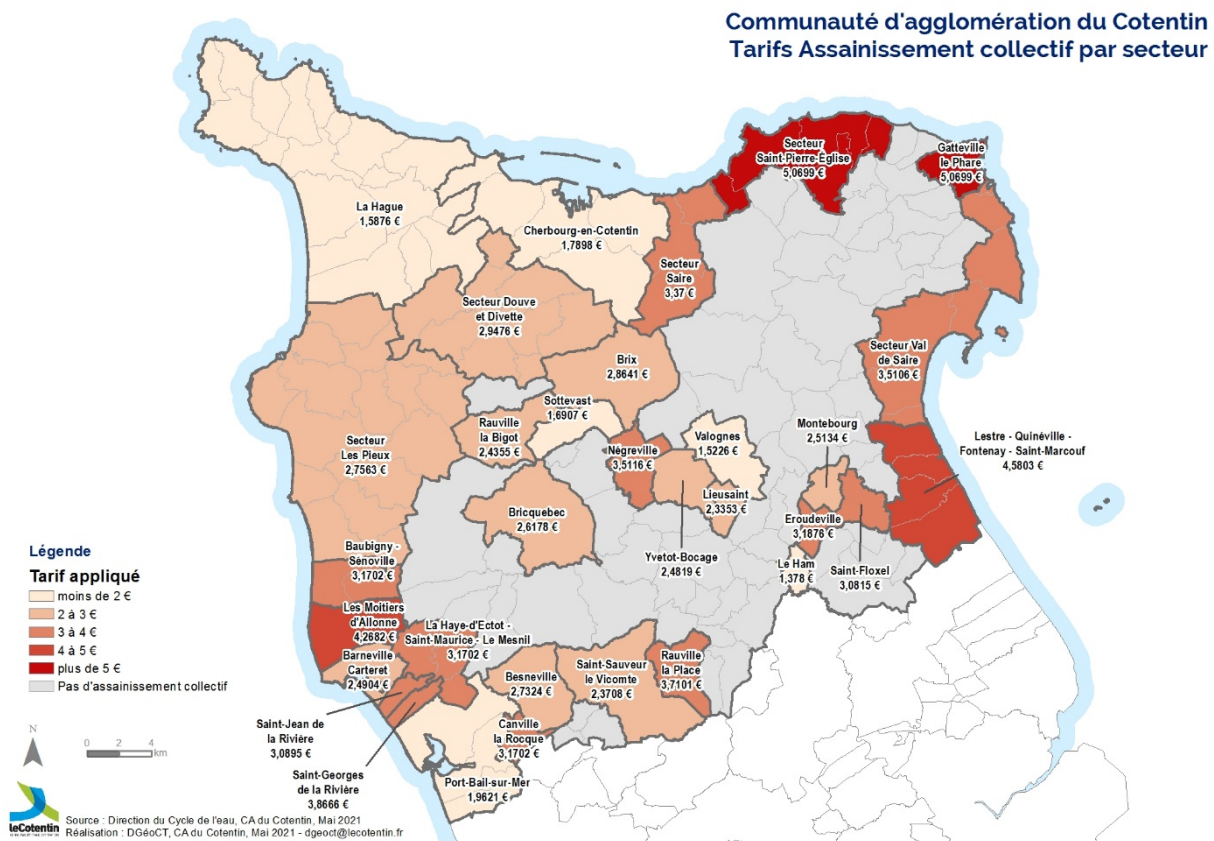 Communauté d'agglomération du Cotentin
Tarifs Assainissement collectif par secteur
Secteur
Saint-Pierre-Église
5,0699 €
Gatteville
le Phare
5,0699 €
La Hague
1,5876 €
Cherbourg-en-Cotentin
1,7898 €
Secteur
Saire
3,37 €
Secteur Douve
et Divette
2,9476 €
Secteur Val
de Saire
3,5106 €
Brix
2,8641 €
Sottevast
1,6907 €
Rauville
la Bigot
2,4355 €
Secteur
Les Pieux
2,7563 €
Nègreville
3,5116 €
Valognes
1,5226 €
Montebourg
2,5134 €
Lestre - Quinéville -
Fontenay - Saint-Marcouf
4,5803 €
Lieusaint
2,3353 €
Bricquebec
2,6178 €
Eroudeville
3,1876 €
Yvetot-Bocage
2,4819 €
Le Ham
1,378 €
Saint-Floxel
3,0815 €
Baubigny -
Sénoville
3,1702 €
Les Moitiers
d'Allonne
4,2682 €
La Haye-d'Ectot -
Saint-Maurice - Le Mesnil
3,1702 €
Barneville
Carteret
2,4904 €
Besneville
2,7324 €
Saint-Sauveur
le Vicomte
2,3708 €
Rauville
la Place
3,7101 €
Saint-Jean de
la Rivière
3,0895 €
Canville
la Rocque
3,1702 €
Saint-Georges
de la Rivière
3,8666 €
Port-Bail-sur-Mer
1,9621 €
Légende
Tarif appliqué
moins de 2 €
2 à 3 €
3 à 4 €
4 à 5 €
plus de 5 €
Pas d'assainissement collectif
N
0 2 4
km
leCotentin
Source : Direction du Cycle de l'eau, CA du Cotentin, Mai 2021
Réalisation : DGéoCT, CA du Cotentin, Mai 2021 - dgeoct@lecotentin.fr